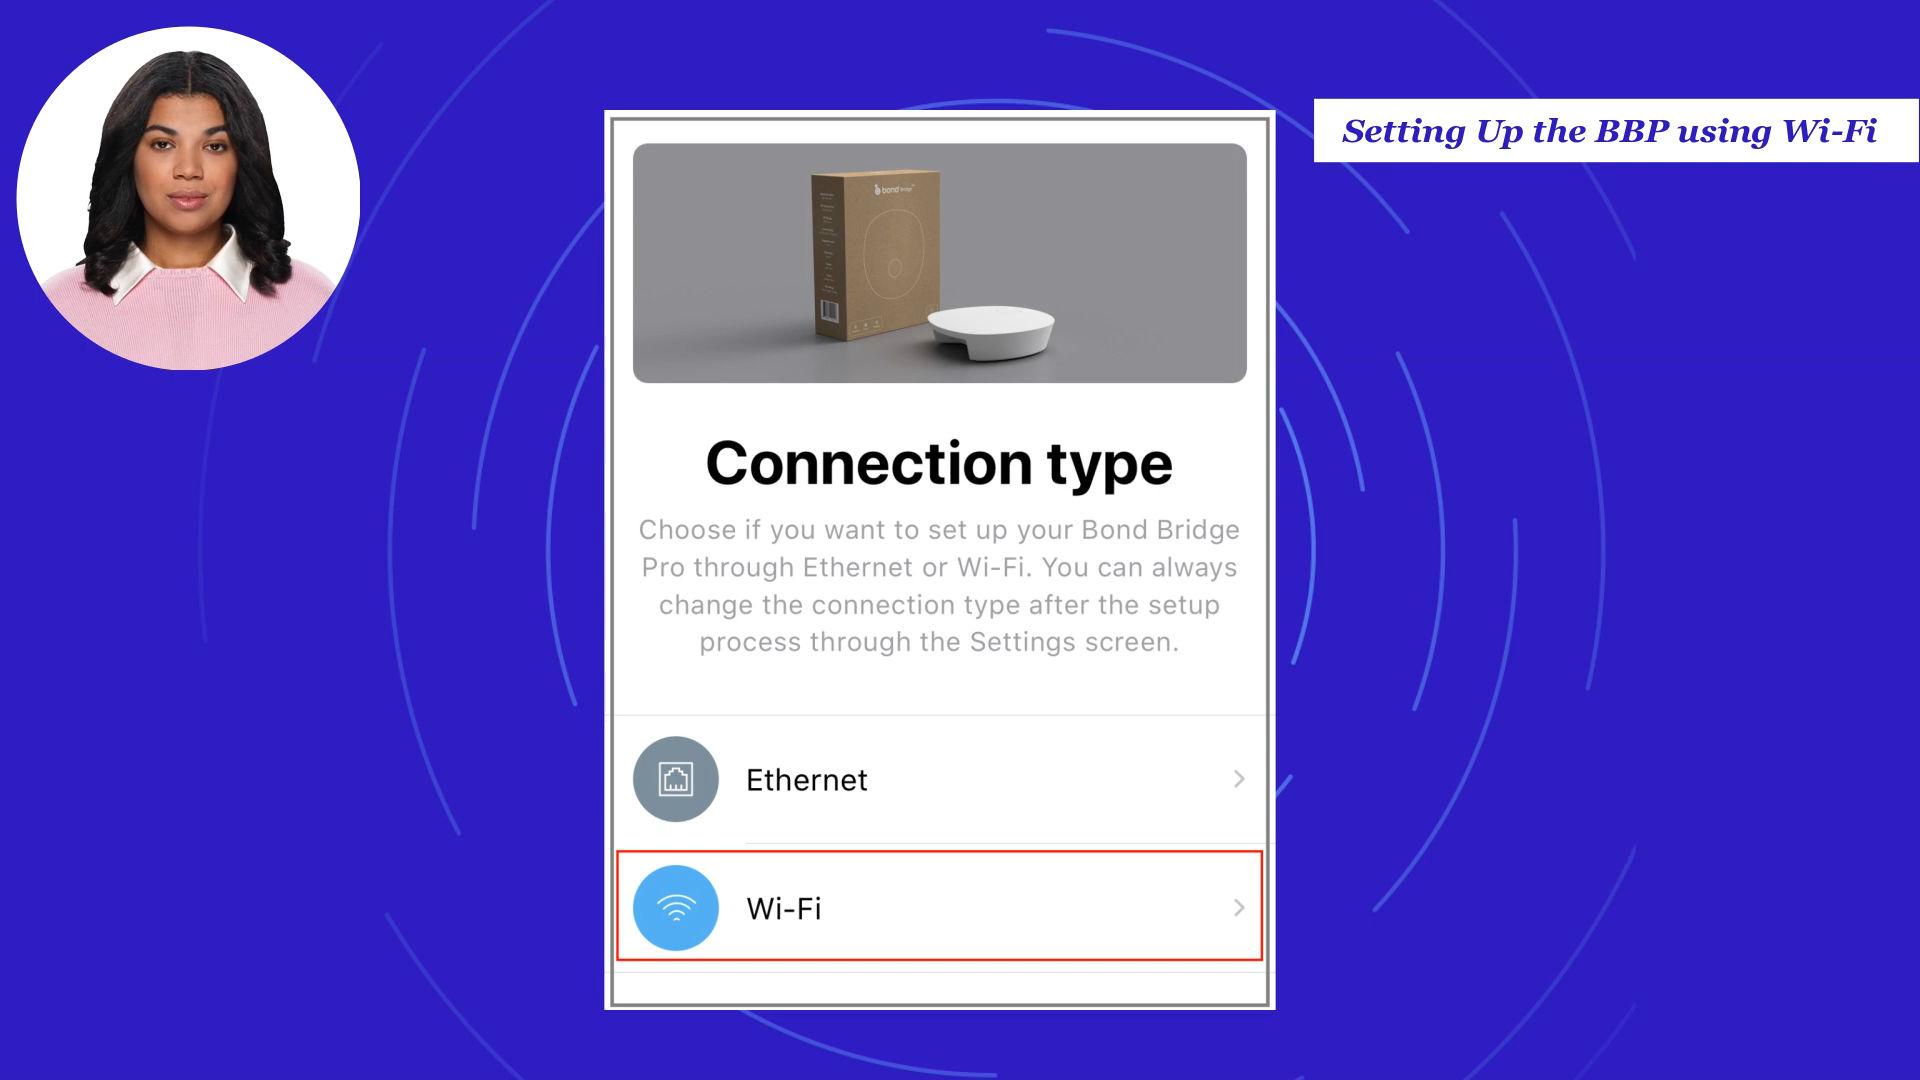 Setting Up the BBP using Wi-Fi
bond Bridge
Connection type
Choose if you want to set up your Bond Bridge
Pro through Ethernet or Wi-Fi. You can always
change the connection type after the setup
process through the Settings screen.
Ethernet
Wi-Fi